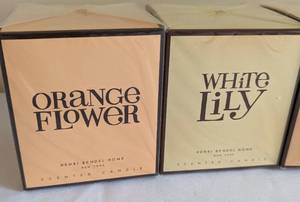 ORANGE
FLOWER
HENRI BENDEL HOME
NEW YORK
SCENTED CANDLE
WHITE
LILY
HENRI BENDEL HOME
NEW YORK
SCENTED CANDLE